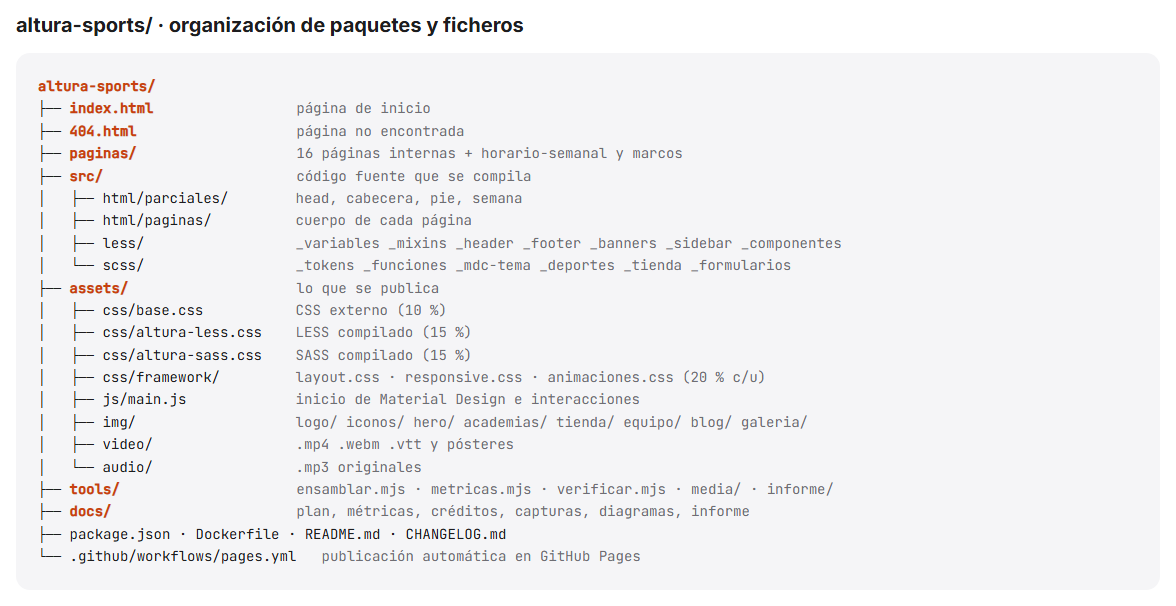 altura-sports/ · organización de paquetes y ficheros
altura-sports/
├── index.html página de inicio
├── 404.html página no encontrada
├── paginas/ 16 páginas internas + horario-semanal y marcos
├── src/ código fuente que se compila
│   ├── html/parciales/ head, cabecera, pie, semana
│   ├── html/paginas/ cuerpo de cada página
│   ├── less/ _variables _mixins _header _footer _banners _sidebar _componentes
│   └── scss/ _tokens _funciones _mdc-tema _deportes _tienda _formularios
├── assets/ lo que se publica
│   ├── css/base.css CSS externo (10 %)
│   ├── css/altura-less.css LESS compilado (15 %)
│   ├── css/altura-sass.css SASS compilado (15 %)
│   ├── css/framework/ layout.css · responsive.css · animaciones.css (20 % c/u)
│   ├── js/main.js inicio de Material Design e interacciones
│   ├── img/ logo/ iconos/ hero/ academias/ tienda/ equipo/ blog/ galeria/
│   ├── video/ .mp4 .webm .vtt y pósteres
│   └── audio/ .mp3 originales
├── tools/ ensamblar.mjs · metricas.mjs · verificar.mjs · media/ · informe/
├── docs/ plan, métricas, créditos, capturas, diagramas, informe
├── package.json · Dockerfile · README.md · CHANGELOG.md
└── .github/workflows/pages.yml publicación automática en GitHub Pages